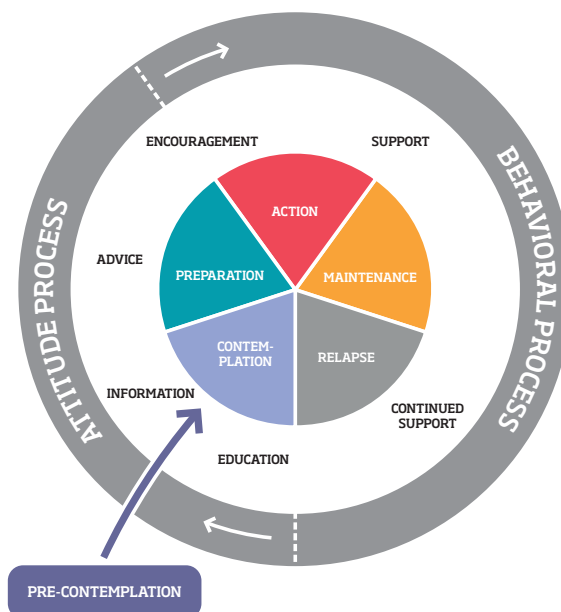 ENCOURAGEMENT
SUPPORT
ATTITUDE PROCESS
BEHAVIORAL PROCESS
ACTION
ADVICE
PREPARATION
MAINTENANCE
CONTEM-
PLATION
RELAPSE
INFORMATION
CONTINUED
SUPPORT
EDUCATION
PRE-CONTEMPLATION